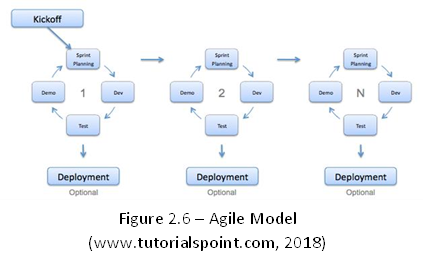 Kickoff
Sprint
Planning
Demo
1
Dev
Test
Deployment
Optional
Sprint
Planning
Demo
2
Dev
Test
Deployment
Optional
Sprint
Planning
Demo
N
Dev
Test
Deployment
Optional
Figure 2.6 – Agile Model
(www.tutorialspoint.com, 2018)